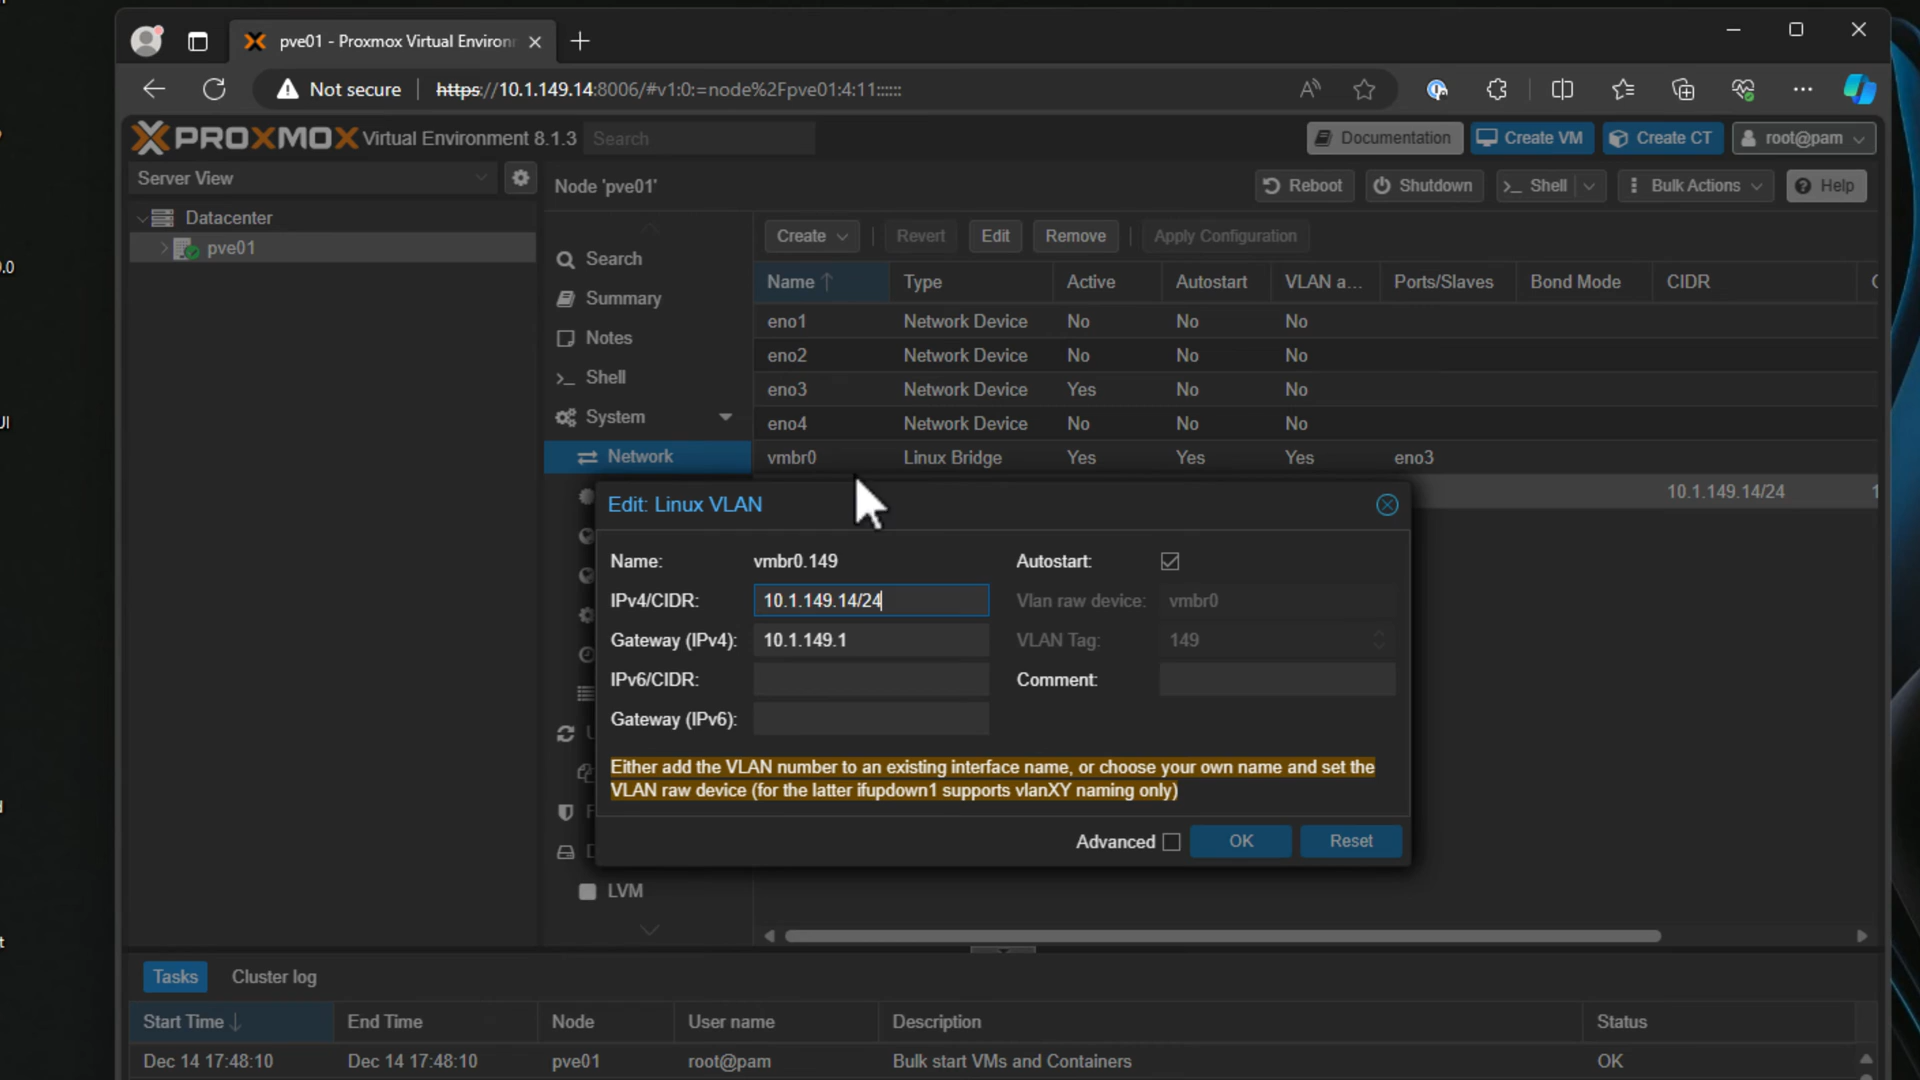 pve01 - Proxmox Virtual Environ
Not secure
https://10.1.149.14:8006/#v1:0:=node%2Fpve01:4:11::::::
PROXMOX Virtual Environment 8.1.3
Search
Documentation
Create VM
Create CT
root@pam
Server View
Node 'pve01'
Reboot
Shutdown
>_ Shell
Bulk Actions
Help
Datacenter
pve01
Search
Summary
Notes
>_ Shell
System
Network
LVM
Create
Revert
Edit
Remove
Apply Configuration
Name Type Active Autostart VLAN a... Ports/Slaves Bond Mode CIDR
eno1 Network Device No No No
eno2 Network Device No No No
eno3 Network Device Yes No No
eno4 Network Device No No No
vmbr0 Linux Bridge Yes Yes Yes eno3
10.1.149.14/24 1
Edit: Linux VLAN
Name: vmbr0.149 Autostart:
IPv4/CIDR: 10.1.149.14/24 Vlan raw device: vmbr0
Gateway (IPv4): 10.1.149.1 VLAN Tag: 149
IPv6/CIDR: Comment:
Gateway (IPv6):
Either add the VLAN number to an existing interface name, or choose your own name and set the
VLAN raw device (for the latter ifupdown1 supports vlanXY naming only)
Advanced
OK
Reset
Tasks
Cluster log
Start Time End Time Node User name Description Status
Dec 14 17:48:10 Dec 14 17:48:10 pve01 root@pam Bulk start VMs and Containers OK